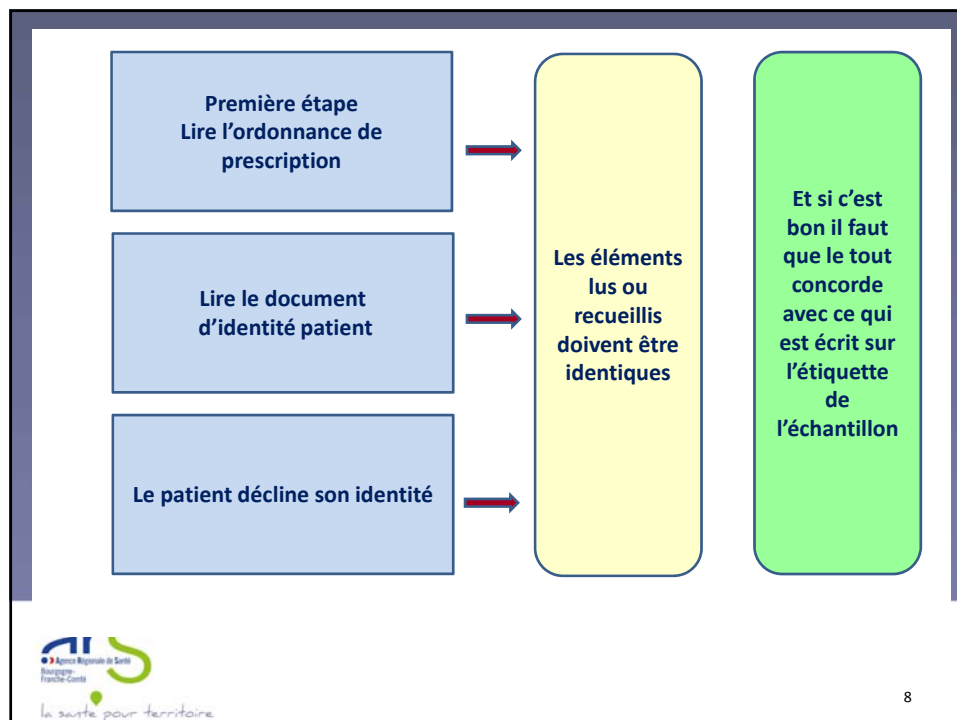 Première étape
Lire l’ordonnance de
prescription
Lire le document
d’identité patient
Le patient décline son identité
Les éléments
lus ou
recueillis
doivent être
identiques
Et si c’est
bon il faut
que le tout
concorde
avec ce qui
est écrit sur
l’étiquette
de
l’échantillon
ars
Agence Régionale de Santé
Bourgogne-
Franche-Comté
la santé pour territoire
8